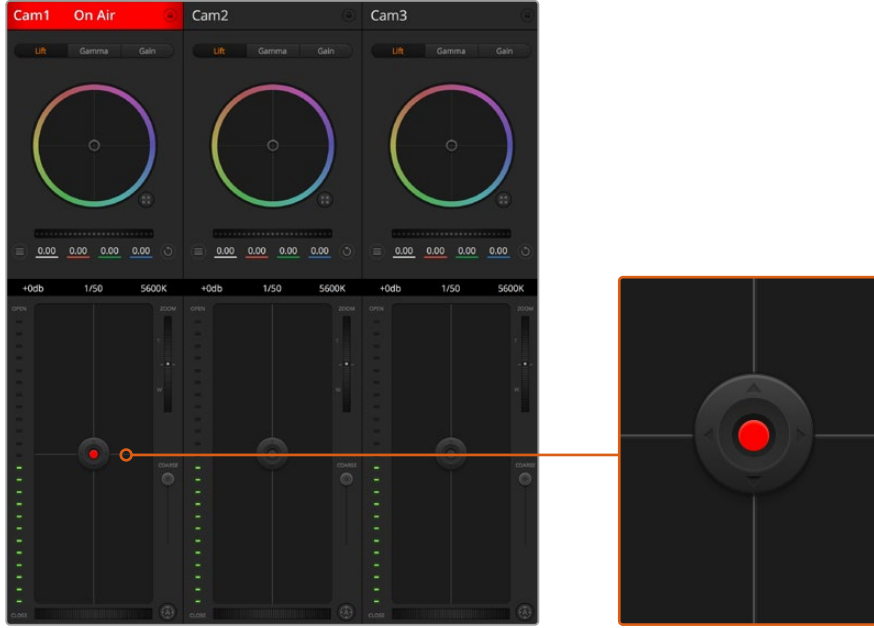 Cam1 On Air
Cam2
Cam3
Lift Gamma Gain
Lift Gamma Gain
Lift Gamma Gain
0.00 0.00 0.00 0.00
0.00 0.00 0.00 0.00
0.00 0.00 0.00 0.00
+0db 1/50 5600K
+0db 1/50 5600K
+0db 1/50 5600K
OPEN ZOOM
OPEN ZOOM
OPEN ZOOM
T
T
T
W
W
W
COARSE
COARSE
COARSE
CLOSE
CLOSE
CLOSE